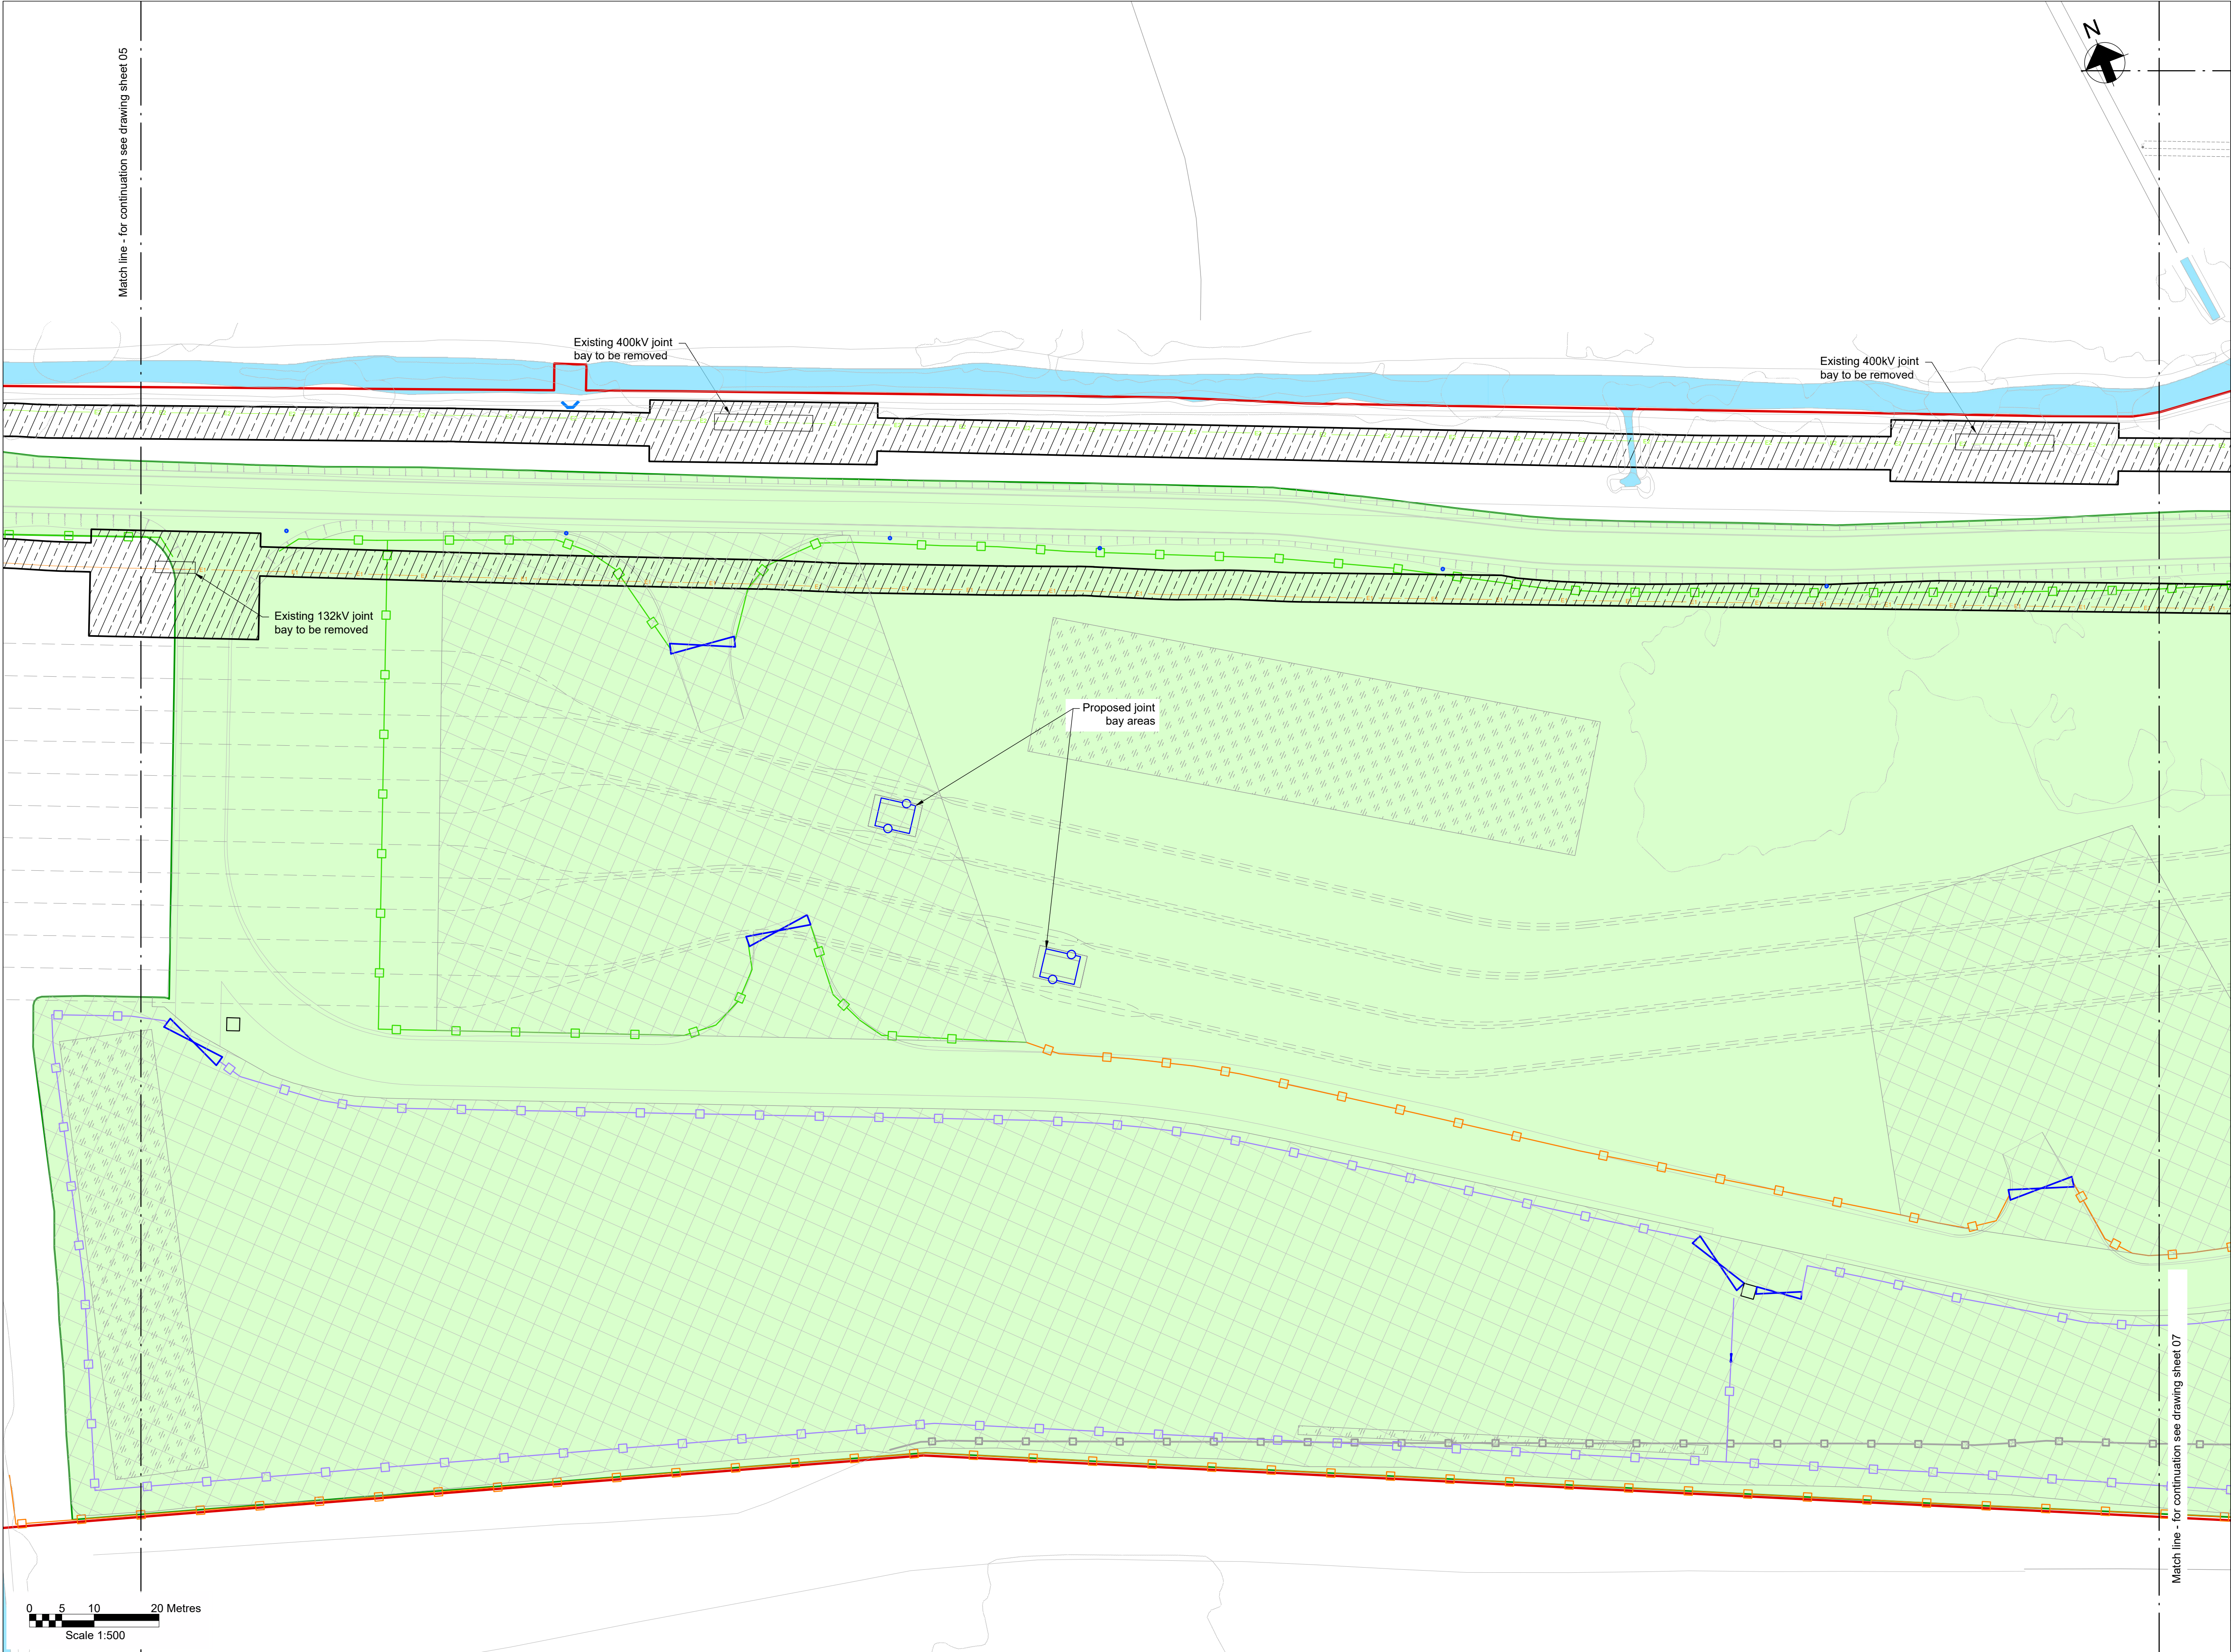 N
Match line - for continuation see drawing sheet 05
Existing 400kV joint
bay to be removed
Existing 400kV joint
bay to be removed
Existing 132kV joint
bay to be removed
Proposed joint
bay areas
Match line - for continuation see drawing sheet 07
0 5 10 20 Metres
Scale 1:500